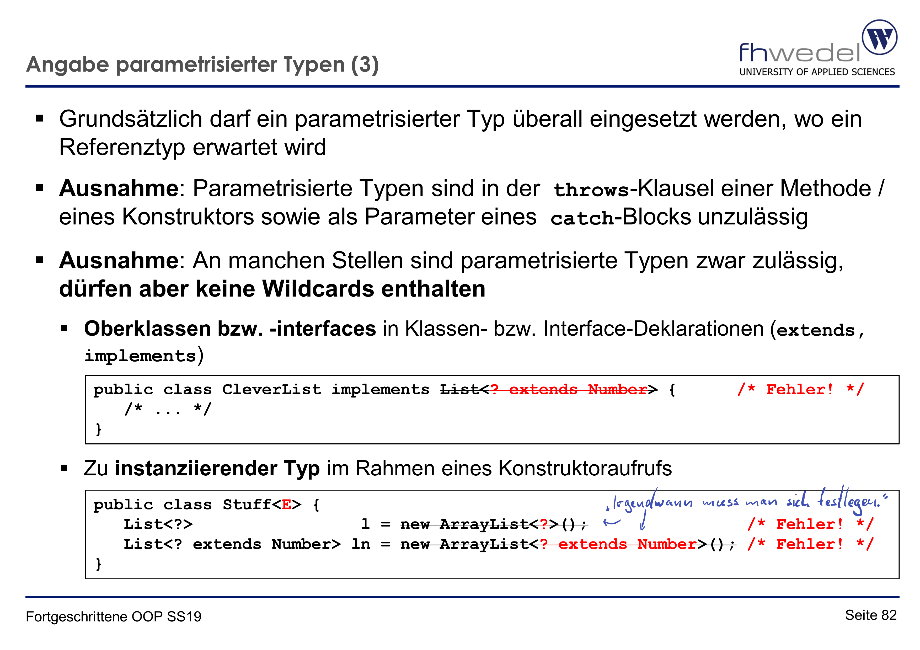 Angabe parametrisierter Typen (3)
fhwedel
UNIVERSITY OF APPLIED SCIENCES
▪ Grundsätzlich darf ein parametrisierter Typ überall eingesetzt werden, wo ein
Referenztyp erwartet wird
▪ Ausnahme: Parametrisierte Typen sind in der throws-Klausel einer Methode /
eines Konstruktors sowie als Parameter eines catch-Blocks unzulässig
▪ Ausnahme: An manchen Stellen sind parametrisierte Typen zwar zulässig,
dürfen aber keine Wildcards enthalten
▪ Oberklassen bzw. -interfaces in Klassen- bzw. Interface-Deklarationen (extends,
implements)
public class CleverList implements List<? extends Number> { /* Fehler! */
/* ... */
}
▪ Zu instanziierender Typ im Rahmen eines Konstruktoraufrufs
public class Stuff<E> { „Irgendwann muss man sich festlegen."
List<?> l = new ArrayList<?>(); /* Fehler! */
List<? extends Number> ln = new ArrayList<? extends Number>(); /* Fehler! */
}
Fortgeschrittene OOP SS19 Seite 82